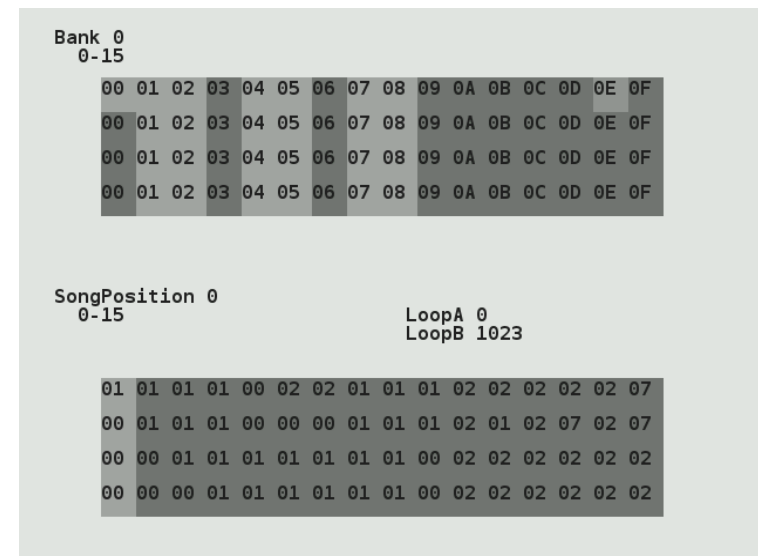 Bank 0
0-15
00 01 02 03 04 05 06 07 08 09 0A 0B 0C 0D 0E 0F
00 01 02 03 04 05 06 07 08 09 0A 0B 0C 0D 0E 0F
00 01 02 03 04 05 06 07 08 09 0A 0B 0C 0D 0E 0F
00 01 02 03 04 05 06 07 08 09 0A 0B 0C 0D 0E 0F
SongPosition 0
0-15
LoopA 0
LoopB 1023
01 01 01 01 00 02 02 01 01 01 02 02 02 02 02 07
00 01 01 01 00 00 00 01 01 01 02 01 02 07 02 07
00 00 01 01 01 01 01 01 01 00 02 02 02 02 02 02
00 00 00 01 01 01 01 01 01 00 02 02 02 02 02 02